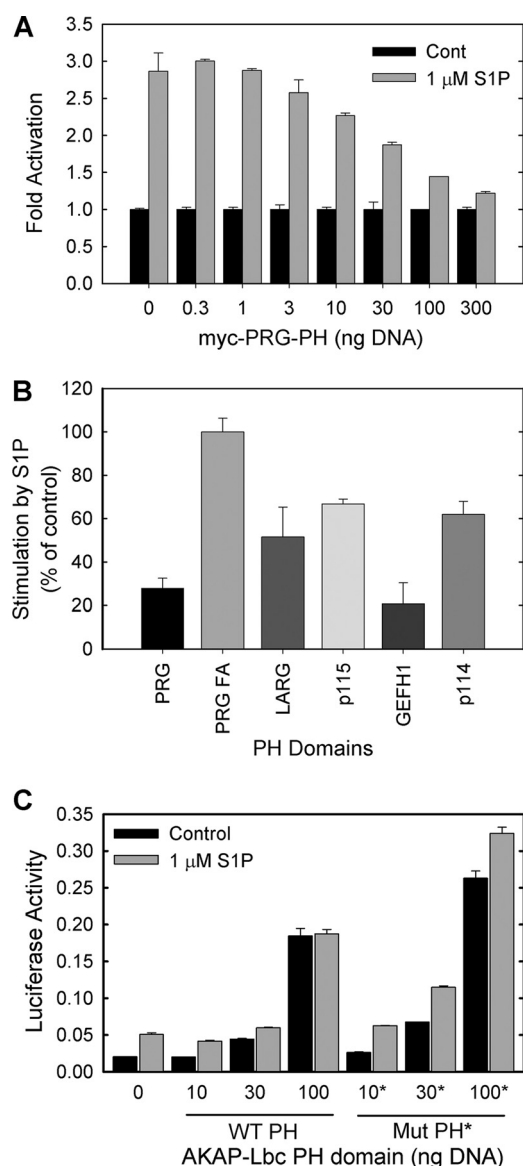 A
Cont
1 μM S1P
Fold Activation
3.5
3.0
2.5
2.0
1.5
1.0
0.5
0.0
0 0.3 1 3 10 30 100 300
myc-PRG-PH (ng DNA)
B
Stimulation by S1P
(% of control)
120
100
80
60
40
20
0
PRG
PRG FA
LARG
p115
GEFH1
p114
PH Domains
C
Control
1 μM S1P
Luciferase Activity
0.35
0.30
0.25
0.20
0.15
0.10
0.05
0.00
0 10 30 100 10* 30* 100*
WT PH Mut PH*
AKAP-Lbc PH domain (ng DNA)